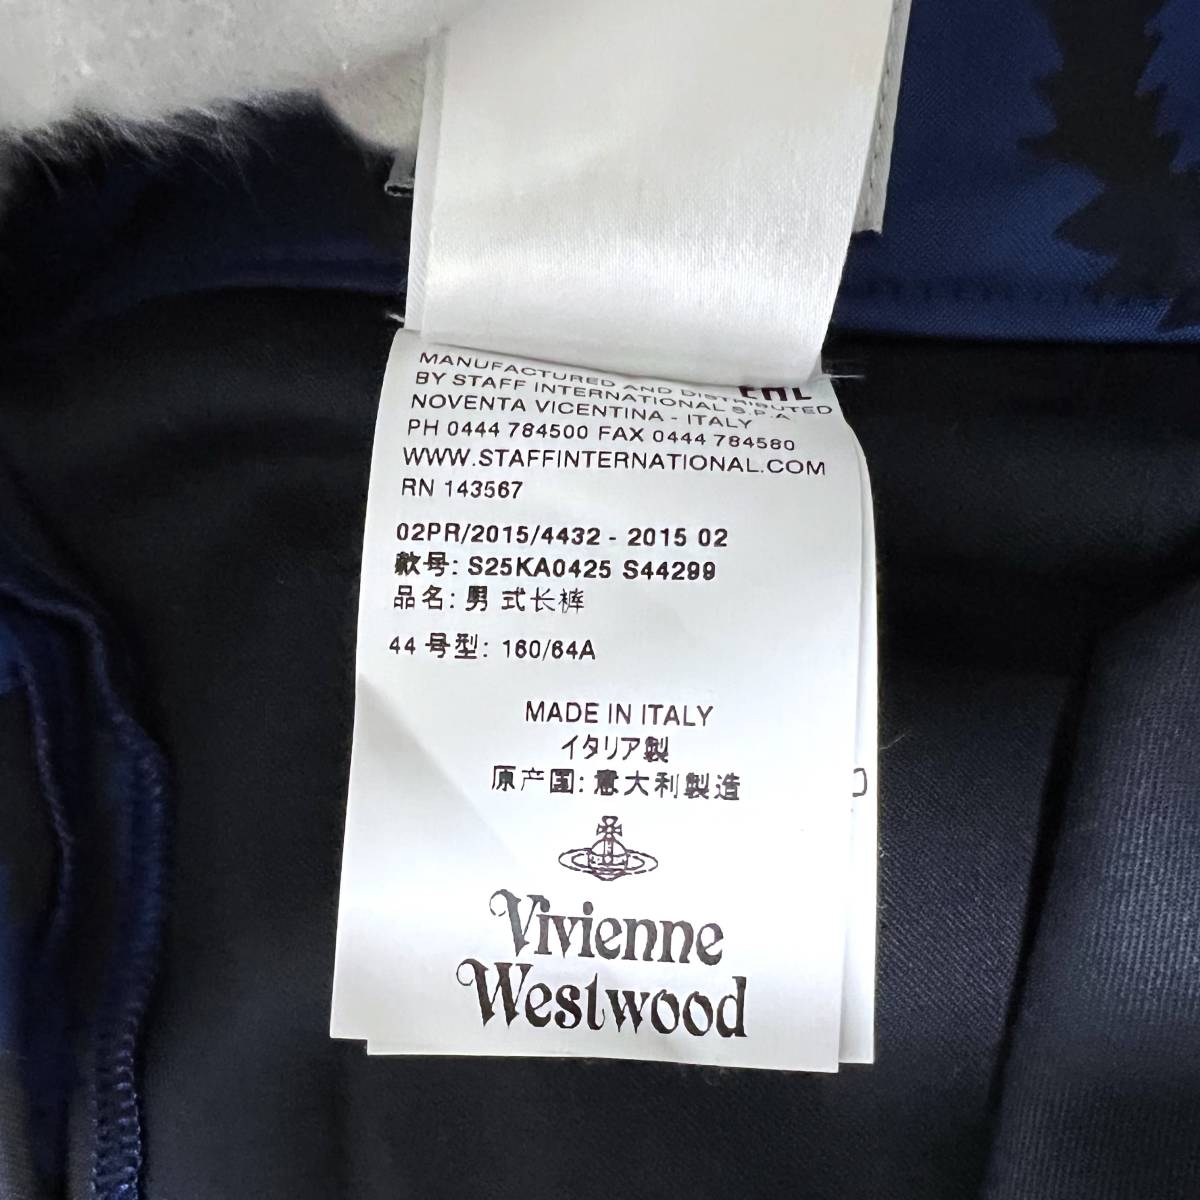 MANUFACTURED AND DISTRIBUTED
BY STAFF INTERNATIONAL S.P.A
NOVENTA VICENTINA - ITALY
PH 0444 784500 FAX 0444 784580
WWW.STAFFINTERNATIONAL.COM
RN 143567
02PR/2015/4432 - 2015 02
款号: S25KA0425 S44299
品名: 男 式长裤
44 号型: 160/64A
MADE IN ITALY
イタリア製
原产国: 意大利製造
Vivienne
Westwood